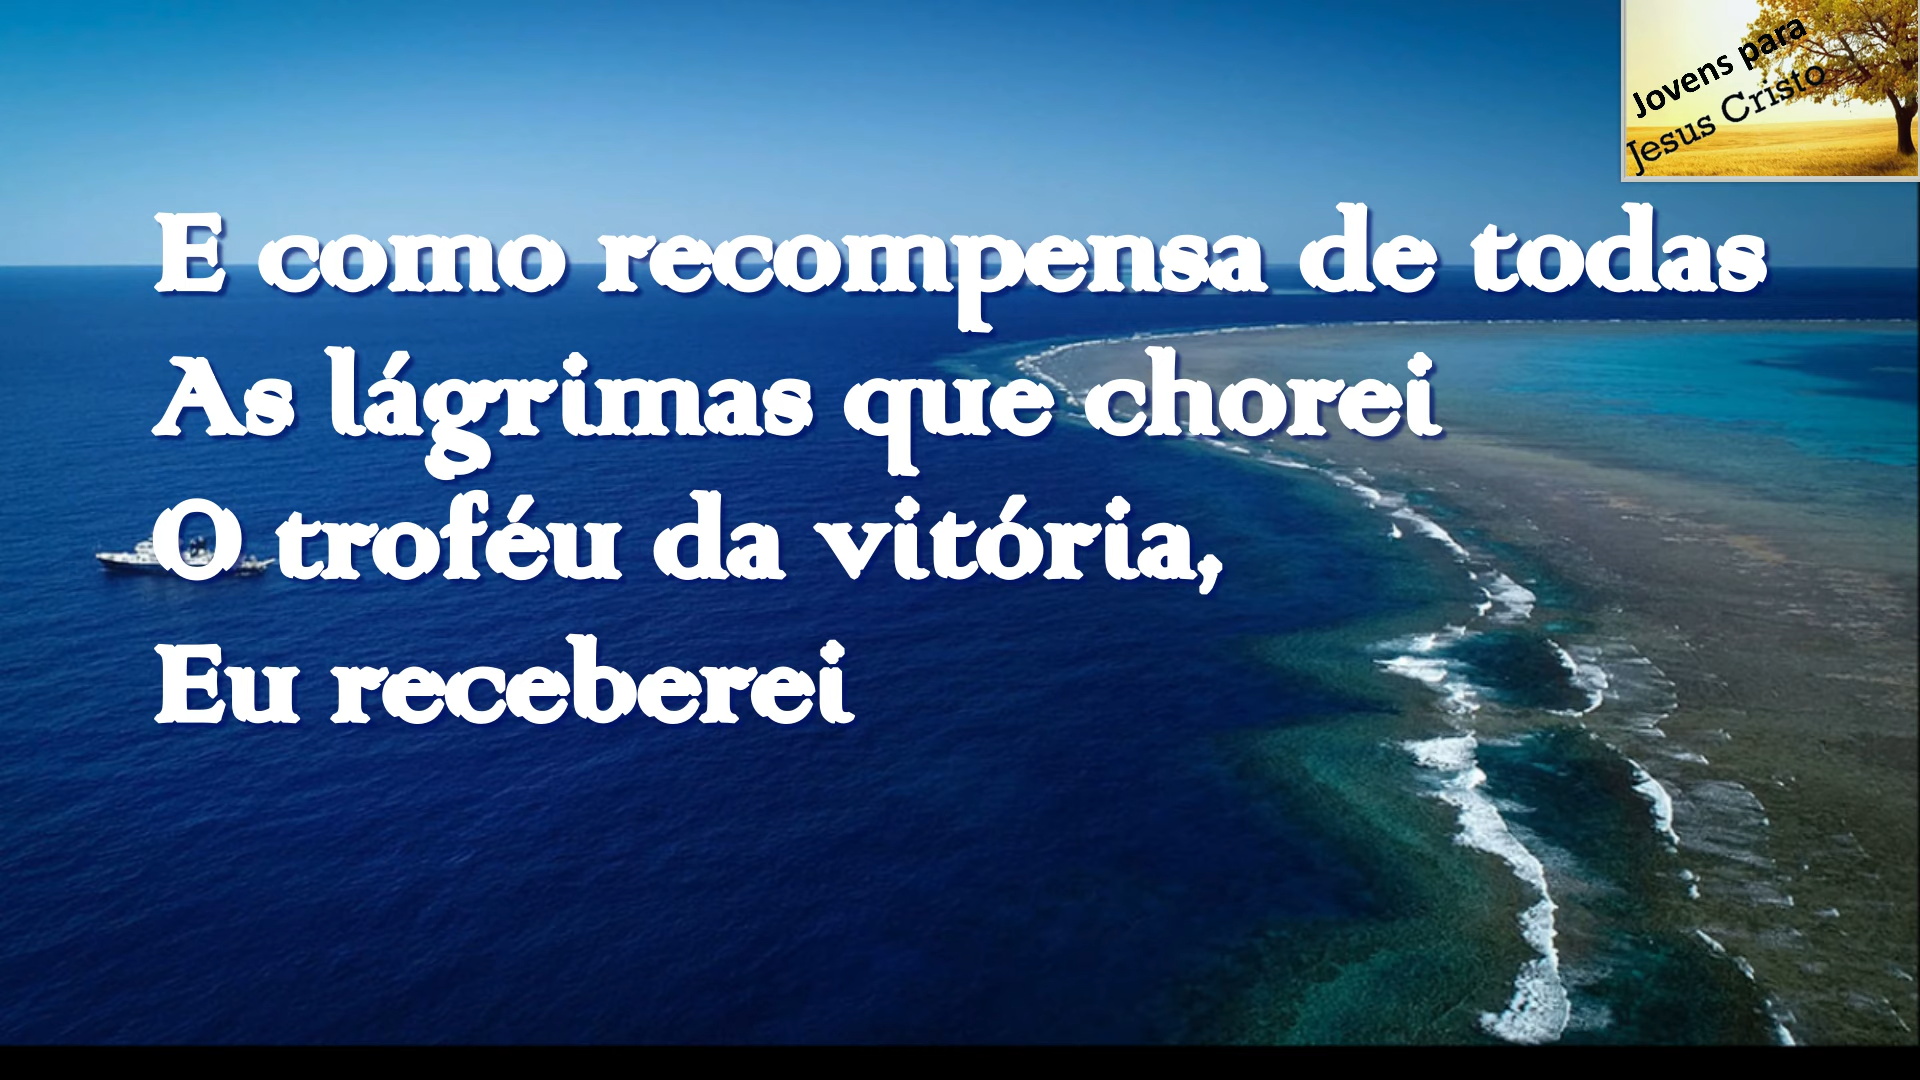 Jovens para
Jesus Cristo
E como recompensa de todas
As lágrimas que chorei
O troféu da vitória,
Eu receberei